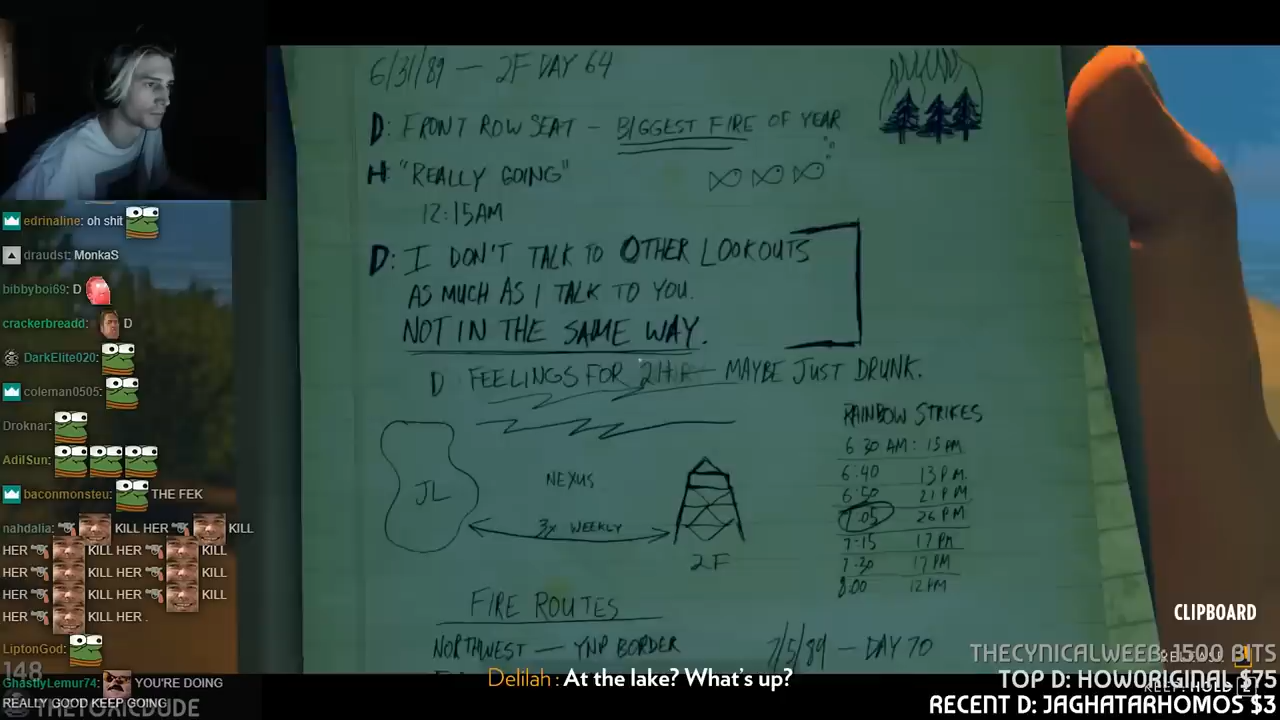 6/31/89 — 2F DAY 64
D: FRONT ROW SEAT - BIGGEST FIRE OF YEAR
H: "REALLY GOING"
12:15AM
D: I DON'T TALK TO OTHER LOOKOUTS
AS MUCH AS I TALK TO YOU.
NOT IN THE SAME WAY.
D FEELINGS FOR MAYBE JUST DRUNK.
RAINBOW STRIKES
6 30 AM: 15 PM
6:40 13 PM
6:50 21 PM
7:05 26 PM
7:15 17 PM
7:30 17 PM
8:00 12 PM
JL
NEXUS
3x WEEKLY
2F
FIRE ROUTES
NORTHWEST — YNP BORDER
7/5/89 — DAY 70
edrinaline: oh shit
draudst: MonkaS
bibbyboi69: D
crackerbreadd: D
DarkElite020:
coleman0505:
Droknar:
AdilSun:
baconmonsteu: THE FEK
nahdalia: KILL HER KILL
HER KILL HER KILL
HER KILL HER KILL
HER KILL HER KILL
HER KILL HER .
LiptonGod:
148
GhastlyLemur74: YOU'RE DOING
REALLY GOOD KEEP GOING
THETOXICDUDE
Delilah : At the lake? What's up?
CLIPBOARD
THECYNICALWEEB: 1500 BITS
KEEP: HOLD
TOP D: HOWORIGINAL $75
RECENT D: JAGHATARHOMOS $3